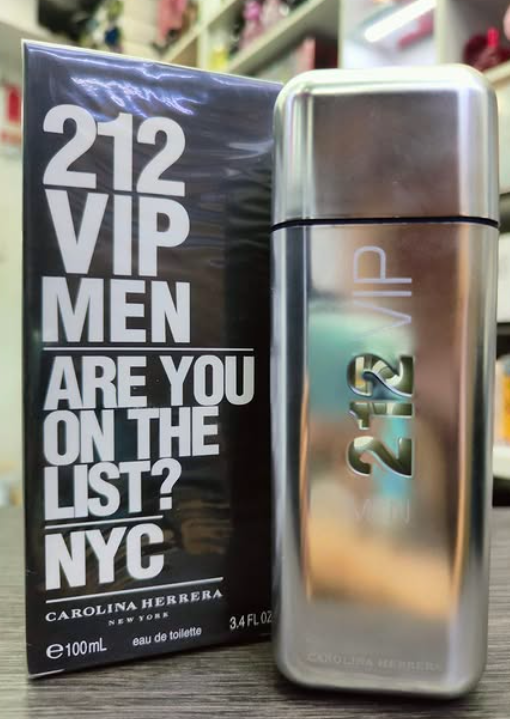 212
VIP
MEN
ARE YOU
ON THE
LIST?
NYC
CAROLINA HERRERA
NEW YORK
℮100mL eau de toilette 3.4 FL OZ
212 VIP
MEN
CAROLINA HERRERA